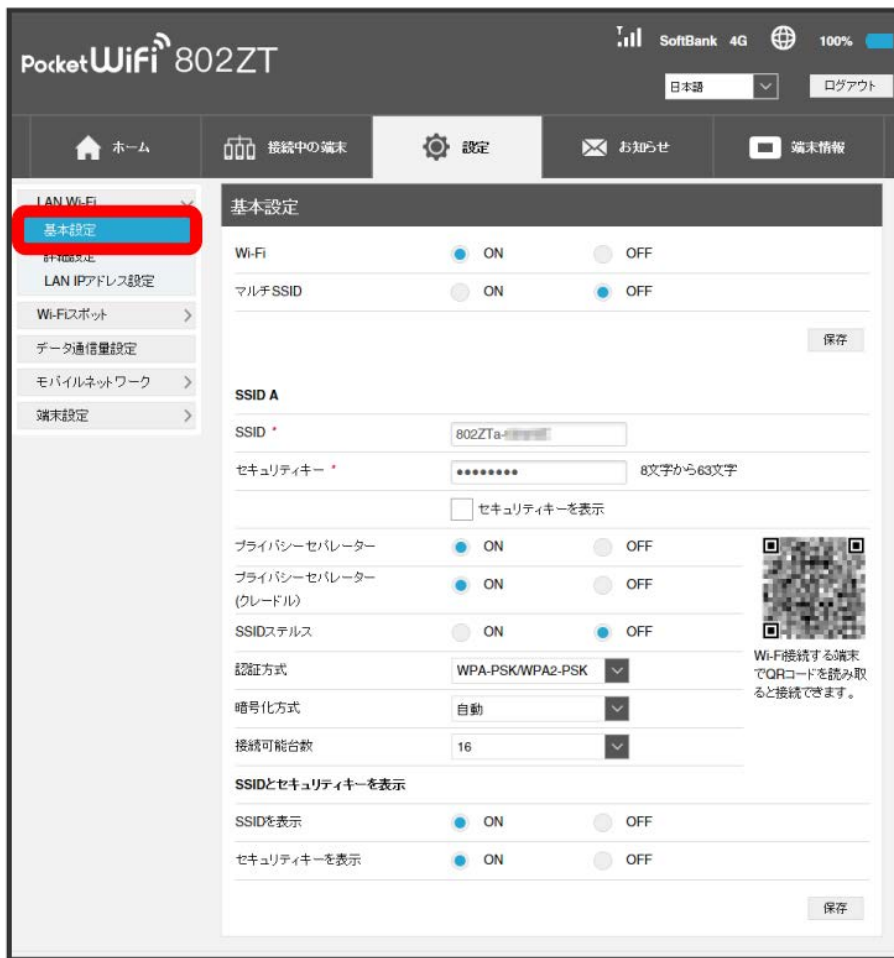 Pocket WiFi 802ZT
SoftBank 4G 100%
日本語 ログアウト
ホーム 接続中の端末 設定 お知らせ 端末情報
LAN Wi-Fi
基本設定
詳細設定
LAN IPアドレス設定
Wi-Fiスポット
データ通信量設定
モバイルネットワーク
端末設定
基本設定
Wi-Fi ON OFF
マルチSSID ON OFF
保存
SSID A
SSID * 802ZTa-
セキュリティキー * •••••••• 8文字から63文字
セキュリティキーを表示
プライバシーセパレーター ON OFF
プライバシーセパレーター
(クレードル) ON OFF
SSIDステルス ON OFF
Wi-Fi接続する端末
でQRコードを読み取
ると接続できます。
認証方式 WPA-PSK/WPA2-PSK
暗号化方式 自動
接続可能台数 16
SSIDとセキュリティキーを表示
SSIDを表示 ON OFF
セキュリティキーを表示 ON OFF
保存